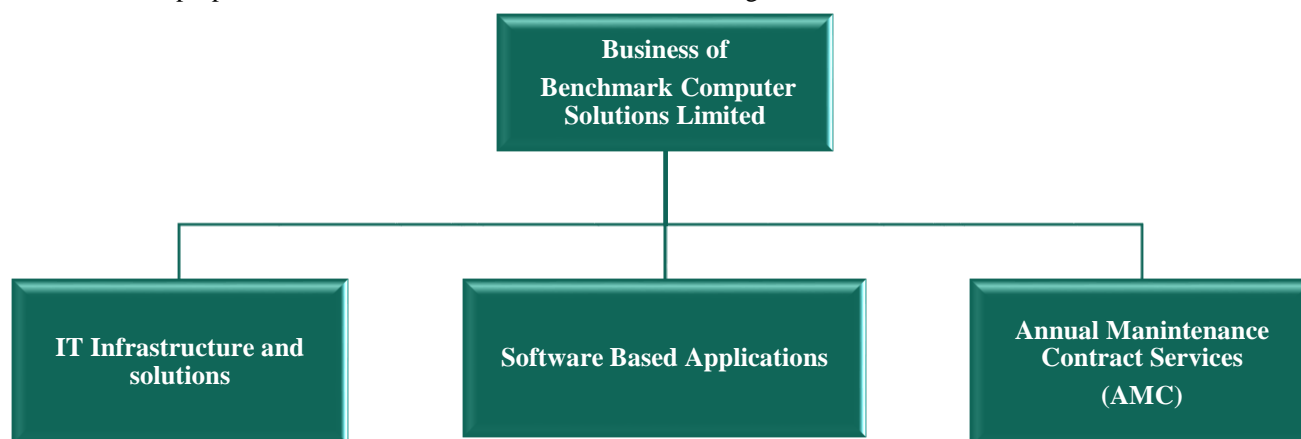 Business of
Benchmark Computer
Solutions Limited
IT Infrastructure and
solutions
Software Based Applications
Annual Manintenance
Contract Services
(AMC)